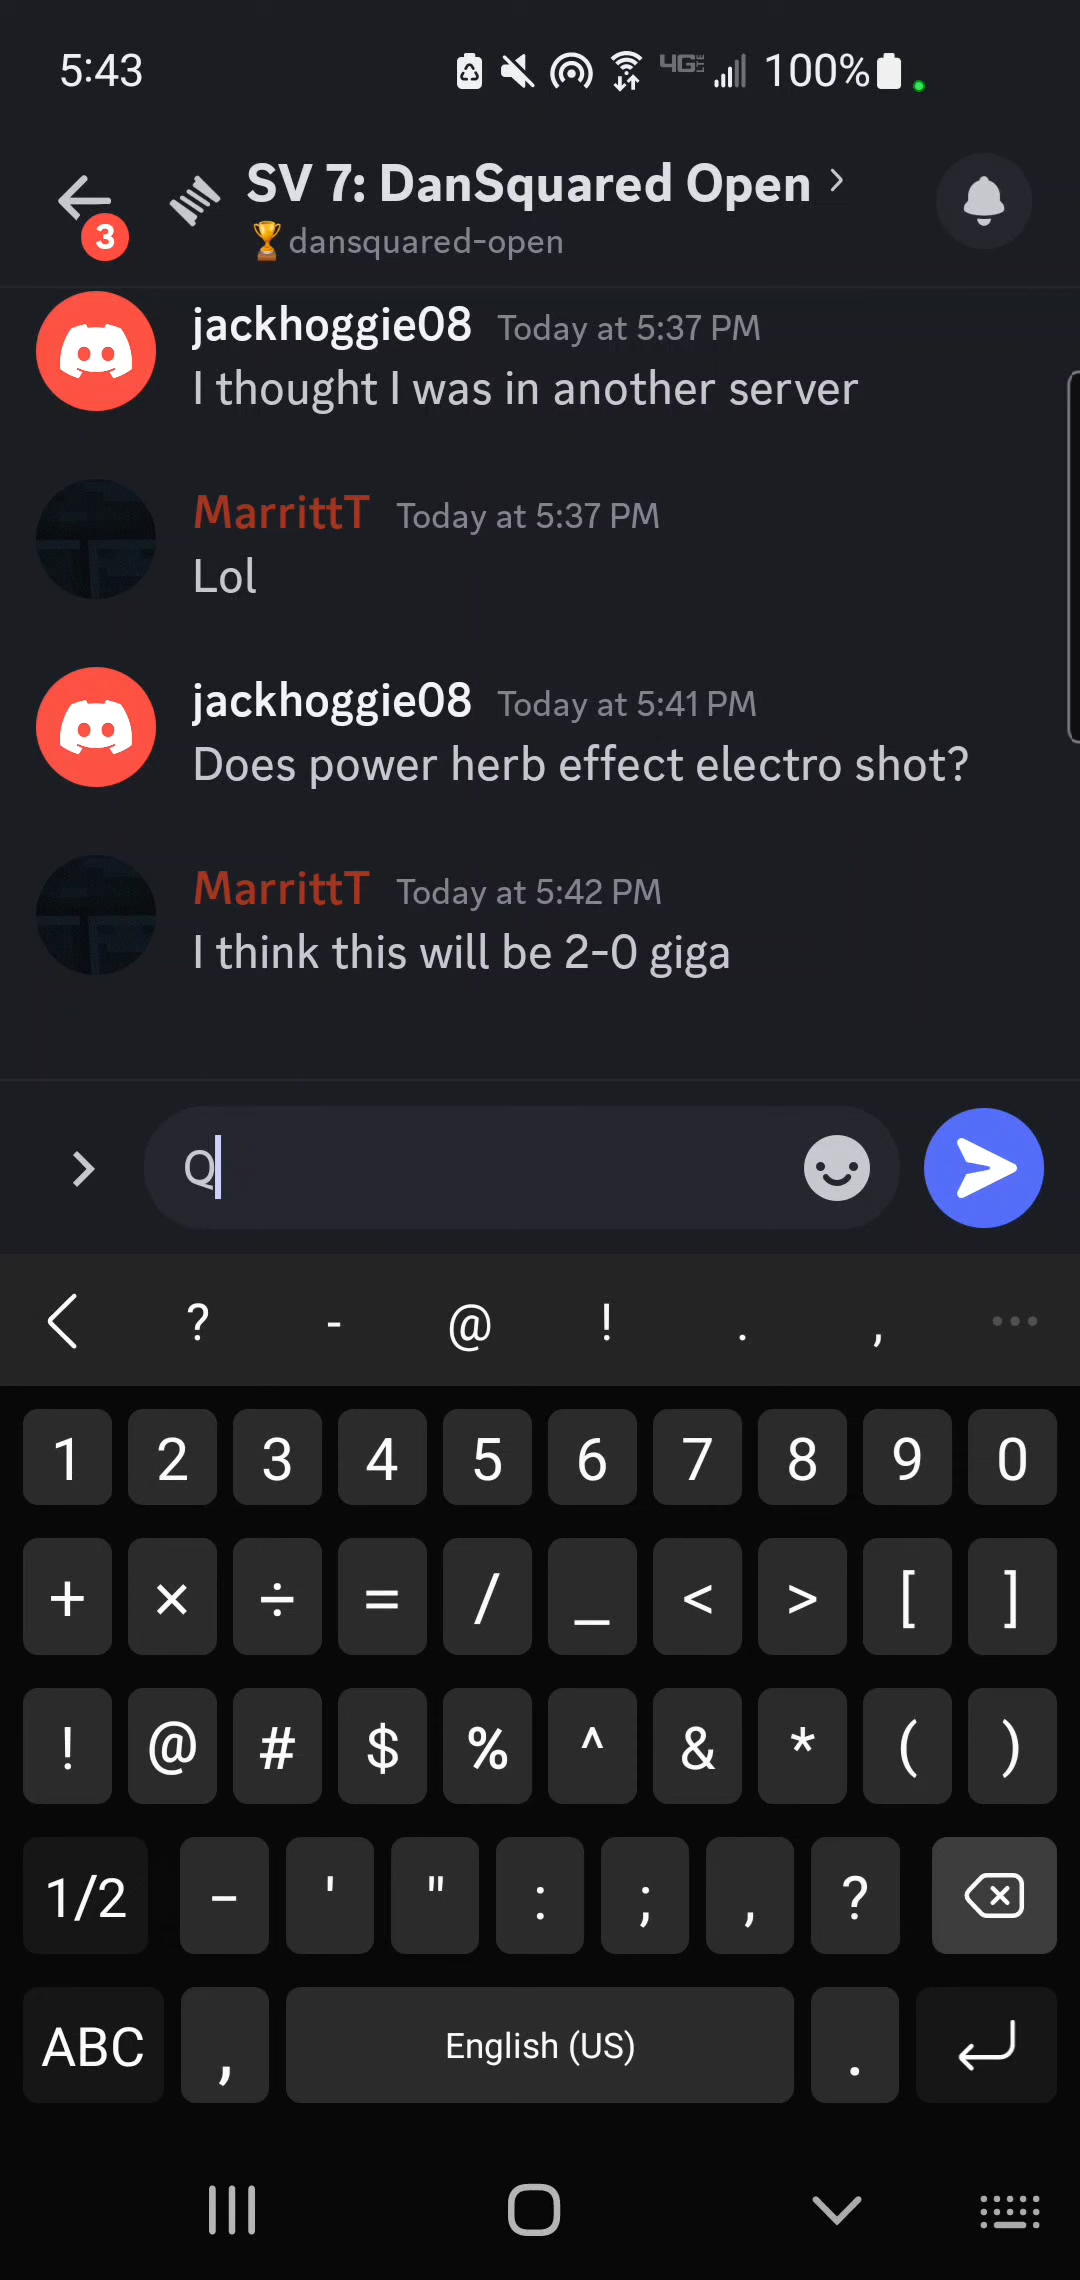 5:43 4G LTE 100%
SV 7: DanSquared Open
3
🏆 dansquared-open
jackhoggie08 Today at 5:37 PM
I thought I was in another server
MarrittT Today at 5:37 PM
Lol
jackhoggie08 Today at 5:41 PM
Does power herb effect electro shot?
MarrittT Today at 5:42 PM
I think this will be 2-0 giga
Q
? - @ ! . ,
1 2 3 4 5 6 7 8 9 0
+ × ÷ = / _ < > [ ]
! @ # $ % ^ & * ( )
1/2 - ' " : ; , ?
ABC , English (US) .